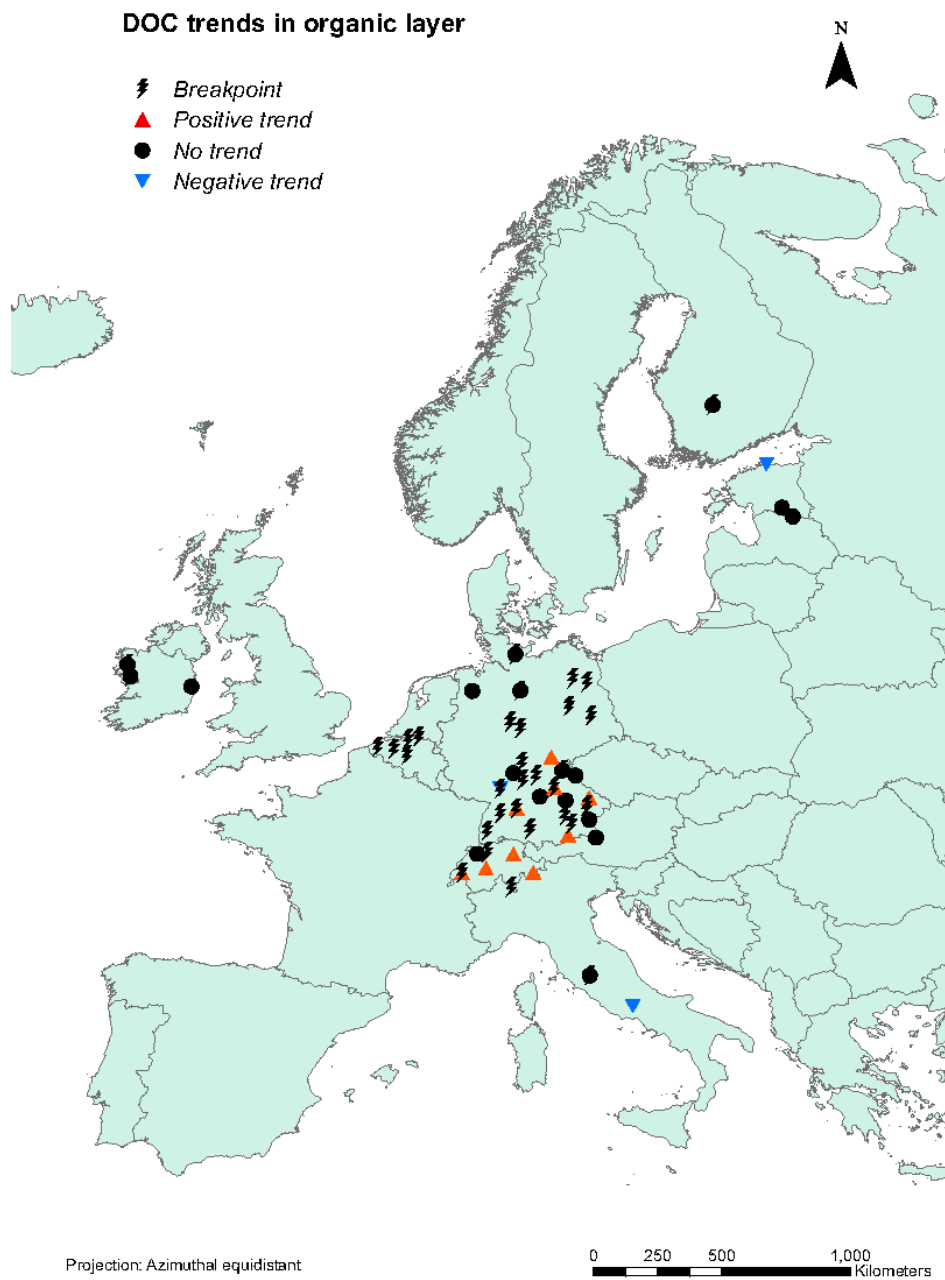 DOC trends in organic layer
N
Breakpoint
Positive trend
No trend
Negative trend
Projection: Azimuthal equidistant
0 250 500 1,000
Kilometers